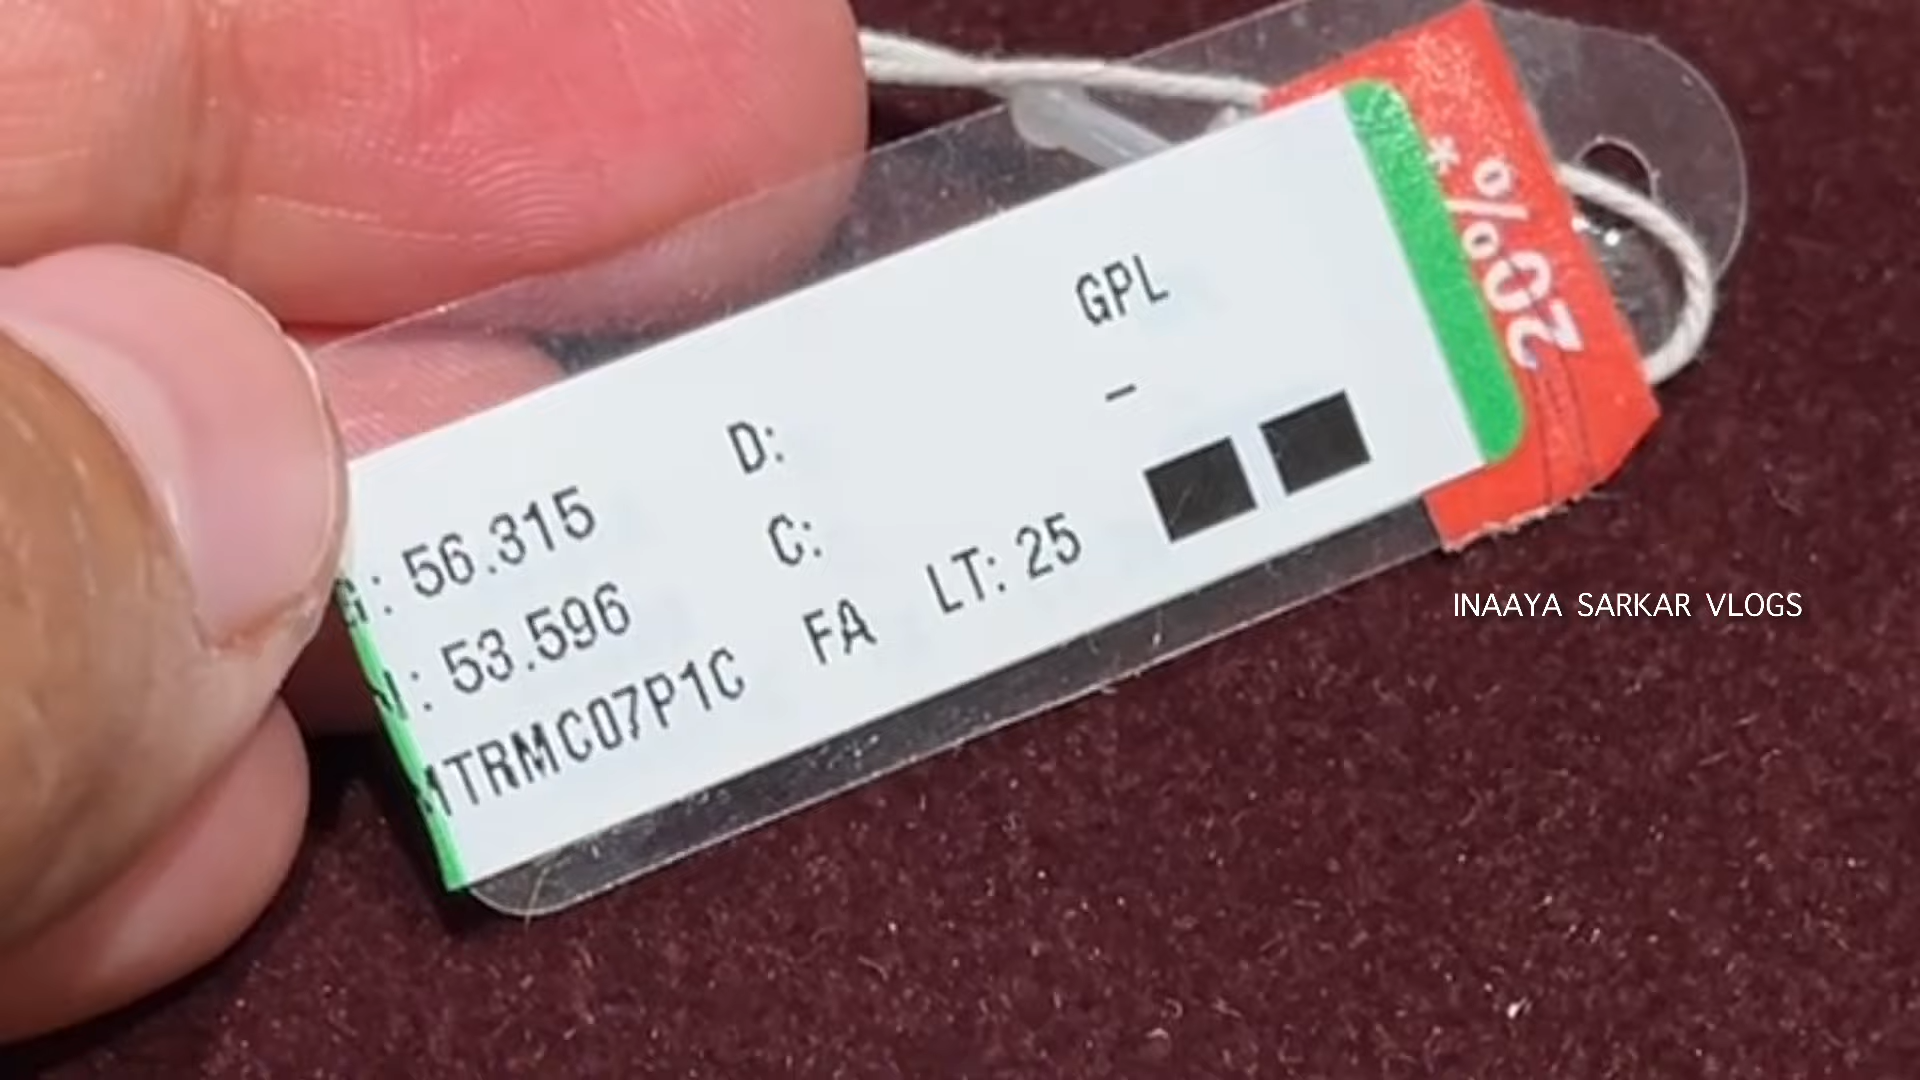 GPL
–
D:
G: 56.315
C:
: 53.596
LT: 25
FA
MTRMC07P1C
20%*
INAAYA SARKAR VLOGS